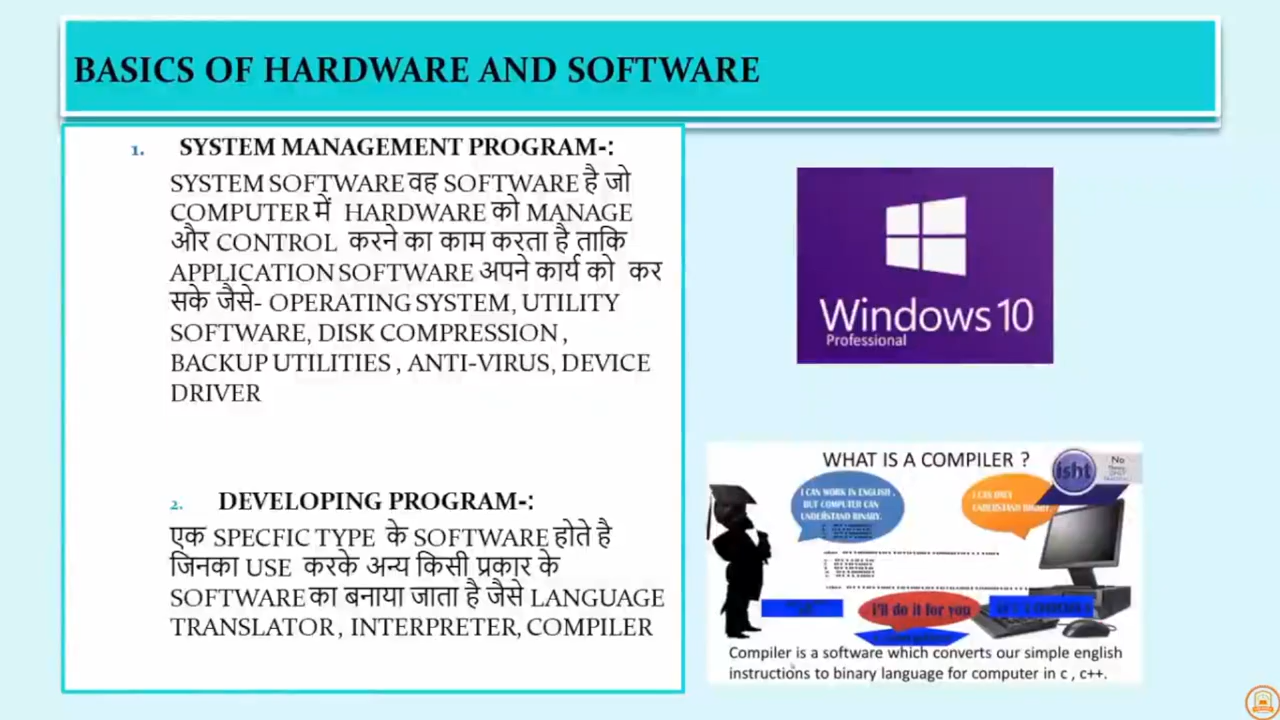 BASICS OF HARDWARE AND SOFTWARE
1. SYSTEM MANAGEMENT PROGRAM-:
SYSTEM SOFTWARE वह SOFTWARE है जो
COMPUTER में HARDWARE को MANAGE
और CONTROL करने का काम करता है ताकि
APPLICATION SOFTWARE अपने कार्य को कर
सके जैसे- OPERATING SYSTEM, UTILITY
SOFTWARE, DISK COMPRESSION ,
BACKUP UTILITIES , ANTI-VIRUS, DEVICE
DRIVER
2. DEVELOPING PROGRAM-:
एक SPECFIC TYPE के SOFTWARE होते है
जिनका USE करके अन्य किसी प्रकार के
SOFTWARE का बनाया जाता है जैसे LANGUAGE
TRANSLATOR , INTERPRETER, COMPILER
Windows 10
Professional
WHAT IS A COMPILER ?
isht
No
I CAN WORK IN ENGLISH ,
BUT COMPUTER CAN
UNDERSTAND BINARY.
I CAN ONLY
UNDERSTAND BINARY.
i'll do it for you
Compiler is a software which converts our simple english
instructions to binary language for computer in c , c++.